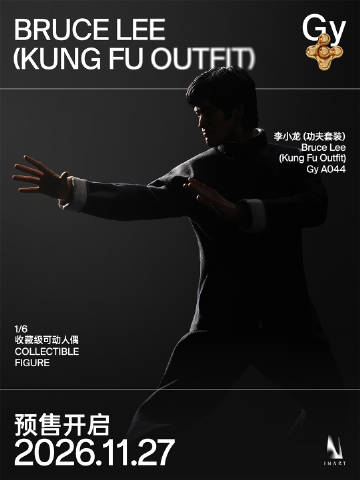 BRUCE LEE
(KUNG FU OUTFIT)
Gy
李小龙 (功夫套装)
Bruce Lee
(Kung Fu Outfit)
Gy A044
1/6
收藏级可动人偶
COLLECTIBLE
FIGURE
预售开启
2026.11.27
INART